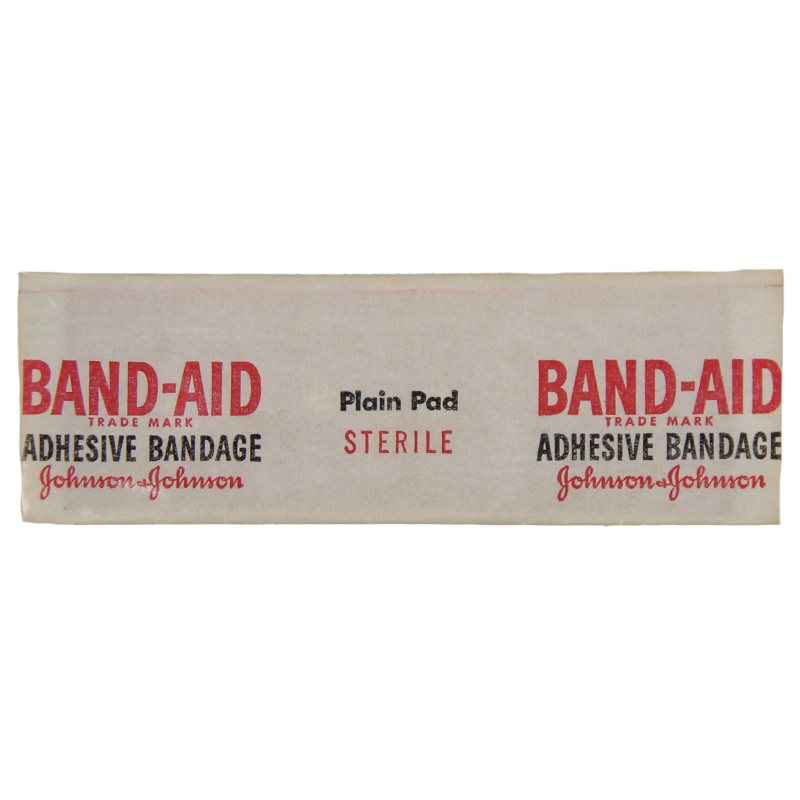 BAND-AID
TRADE MARK
ADHESIVE BANDAGE
Johnson & Johnson
Plain Pad
STERILE
BAND-AID
TRADE MARK
ADHESIVE BANDAGE
Johnson & Johnson